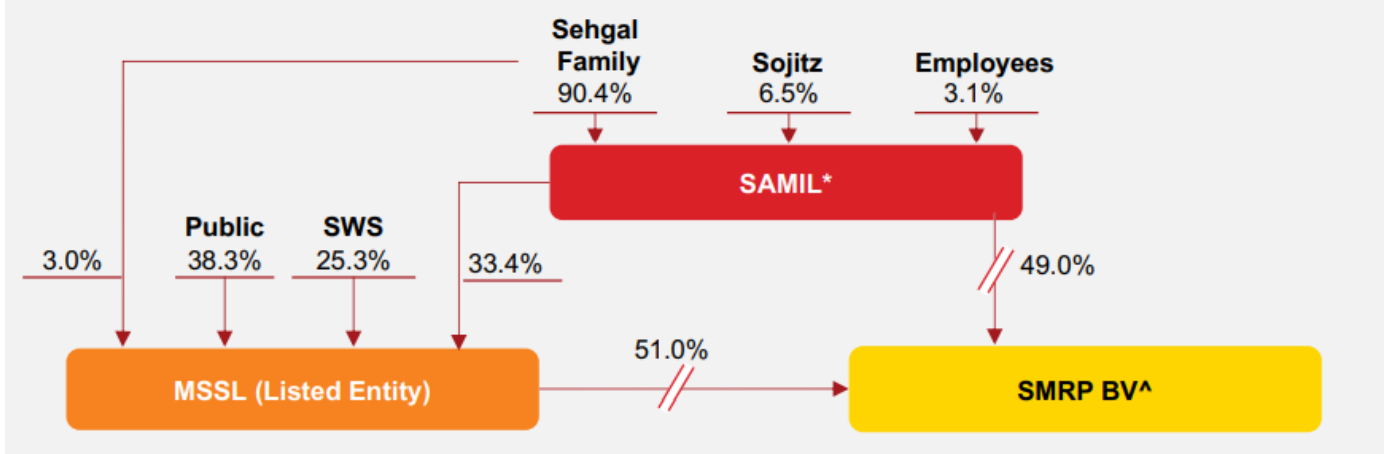 Sehgal
Family
90.4%
Sojitz
6.5%
Employees
3.1%
SAMIL*
3.0%
Public
38.3%
SWS
25.3%
33.4%
49.0%
51.0%
MSSL (Listed Entity)
SMRP BV^